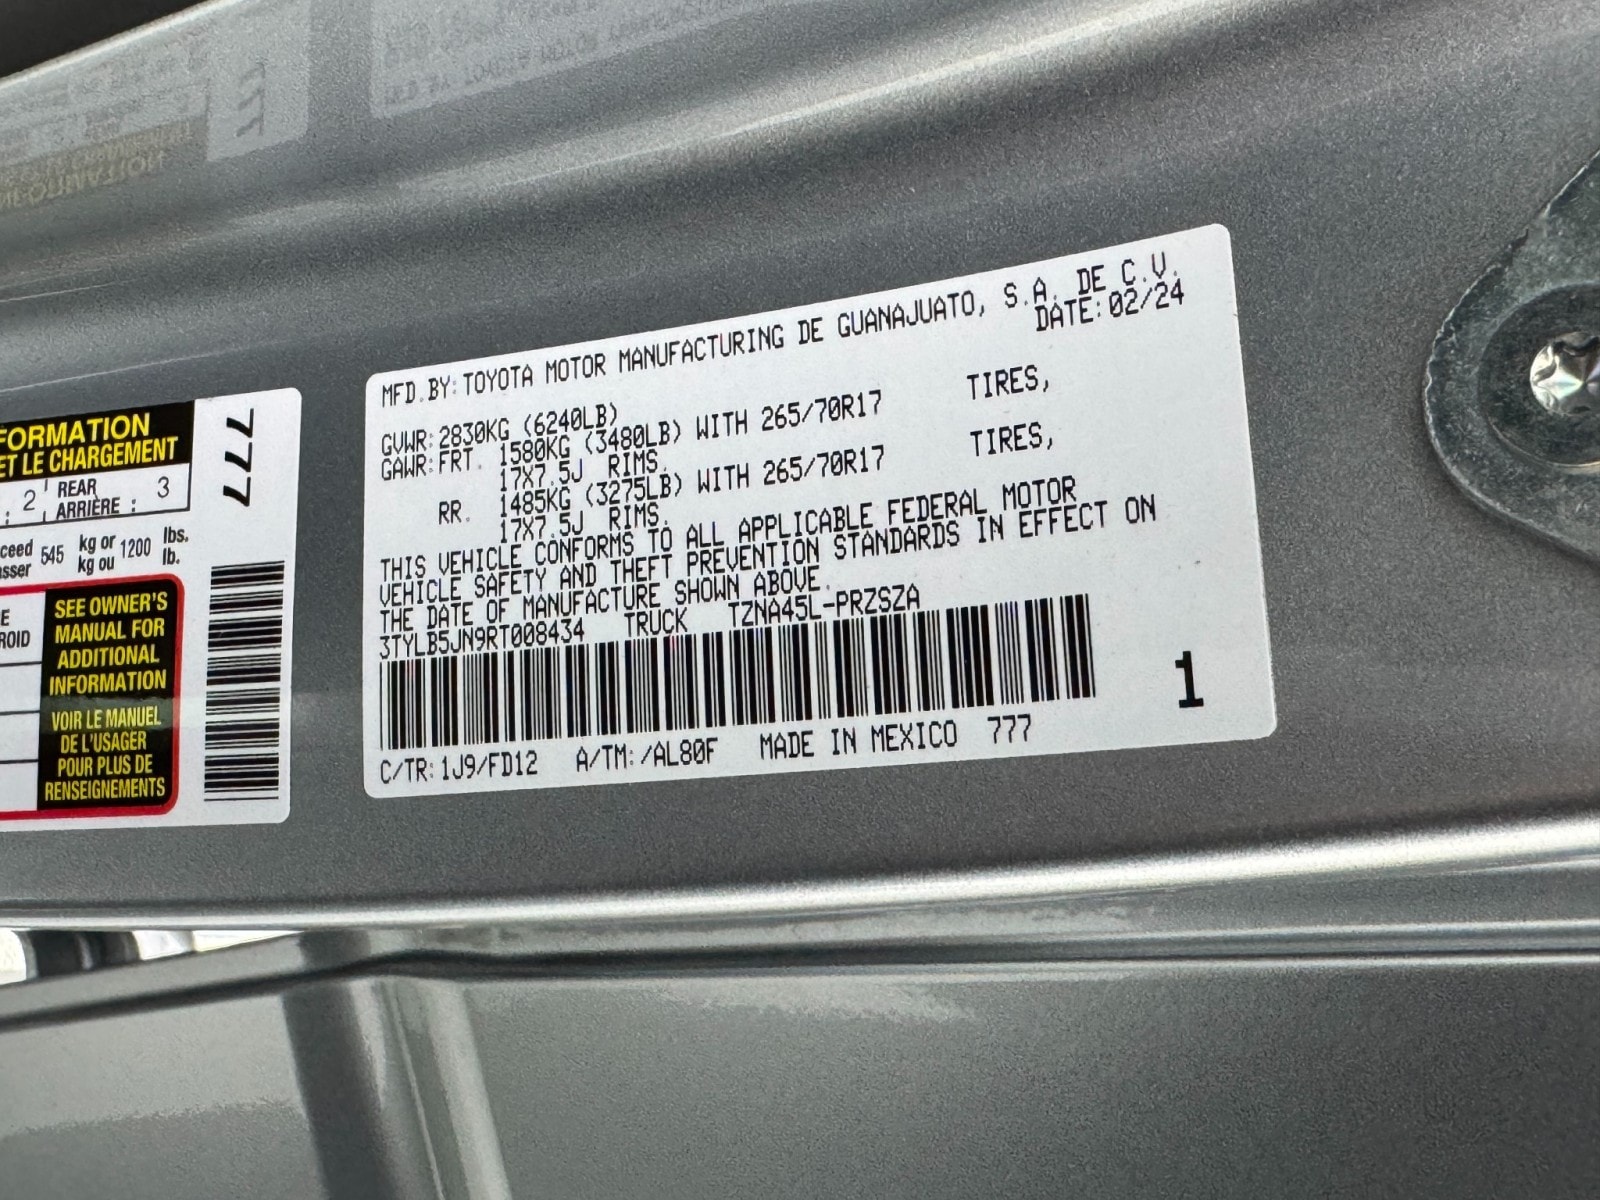 FORMATION
ET LE CHARGEMENT
2 REAR
ARRIÈRE : 3
545 kg or 1200 lbs.
kg ou lb.
SEE OWNER'S
MANUAL FOR
ADDITIONAL
INFORMATION
VOIR LE MANUEL
DE L'USAGER
POUR PLUS DE
RENSEIGNEMENTS
777
MFD.BY:TOYOTA MOTOR MANUFACTURING DE GUANAJUATO, S.A. DE C.V.
DATE:02/24
GVWR:2830KG (6240LB)
GAWR:FRT. 1580KG (3480LB) WITH 265/70R17 TIRES,
17X7.5J RIMS.
RR. 1485KG (3275LB) WITH 265/70R17 TIRES,
17X7.5J RIMS.
THIS VEHICLE CONFORMS TO ALL APPLICABLE FEDERAL MOTOR
VEHICLE SAFETY AND THEFT PREVENTION STANDARDS IN EFFECT ON
THE DATE OF MANUFACTURE SHOWN ABOVE.
3TYLB5JN9RT008434 TRUCK TZNA45L-PRZSZA
1
C/TR:1J9/FD12 A/TM:/AL80F MADE IN MEXICO 777